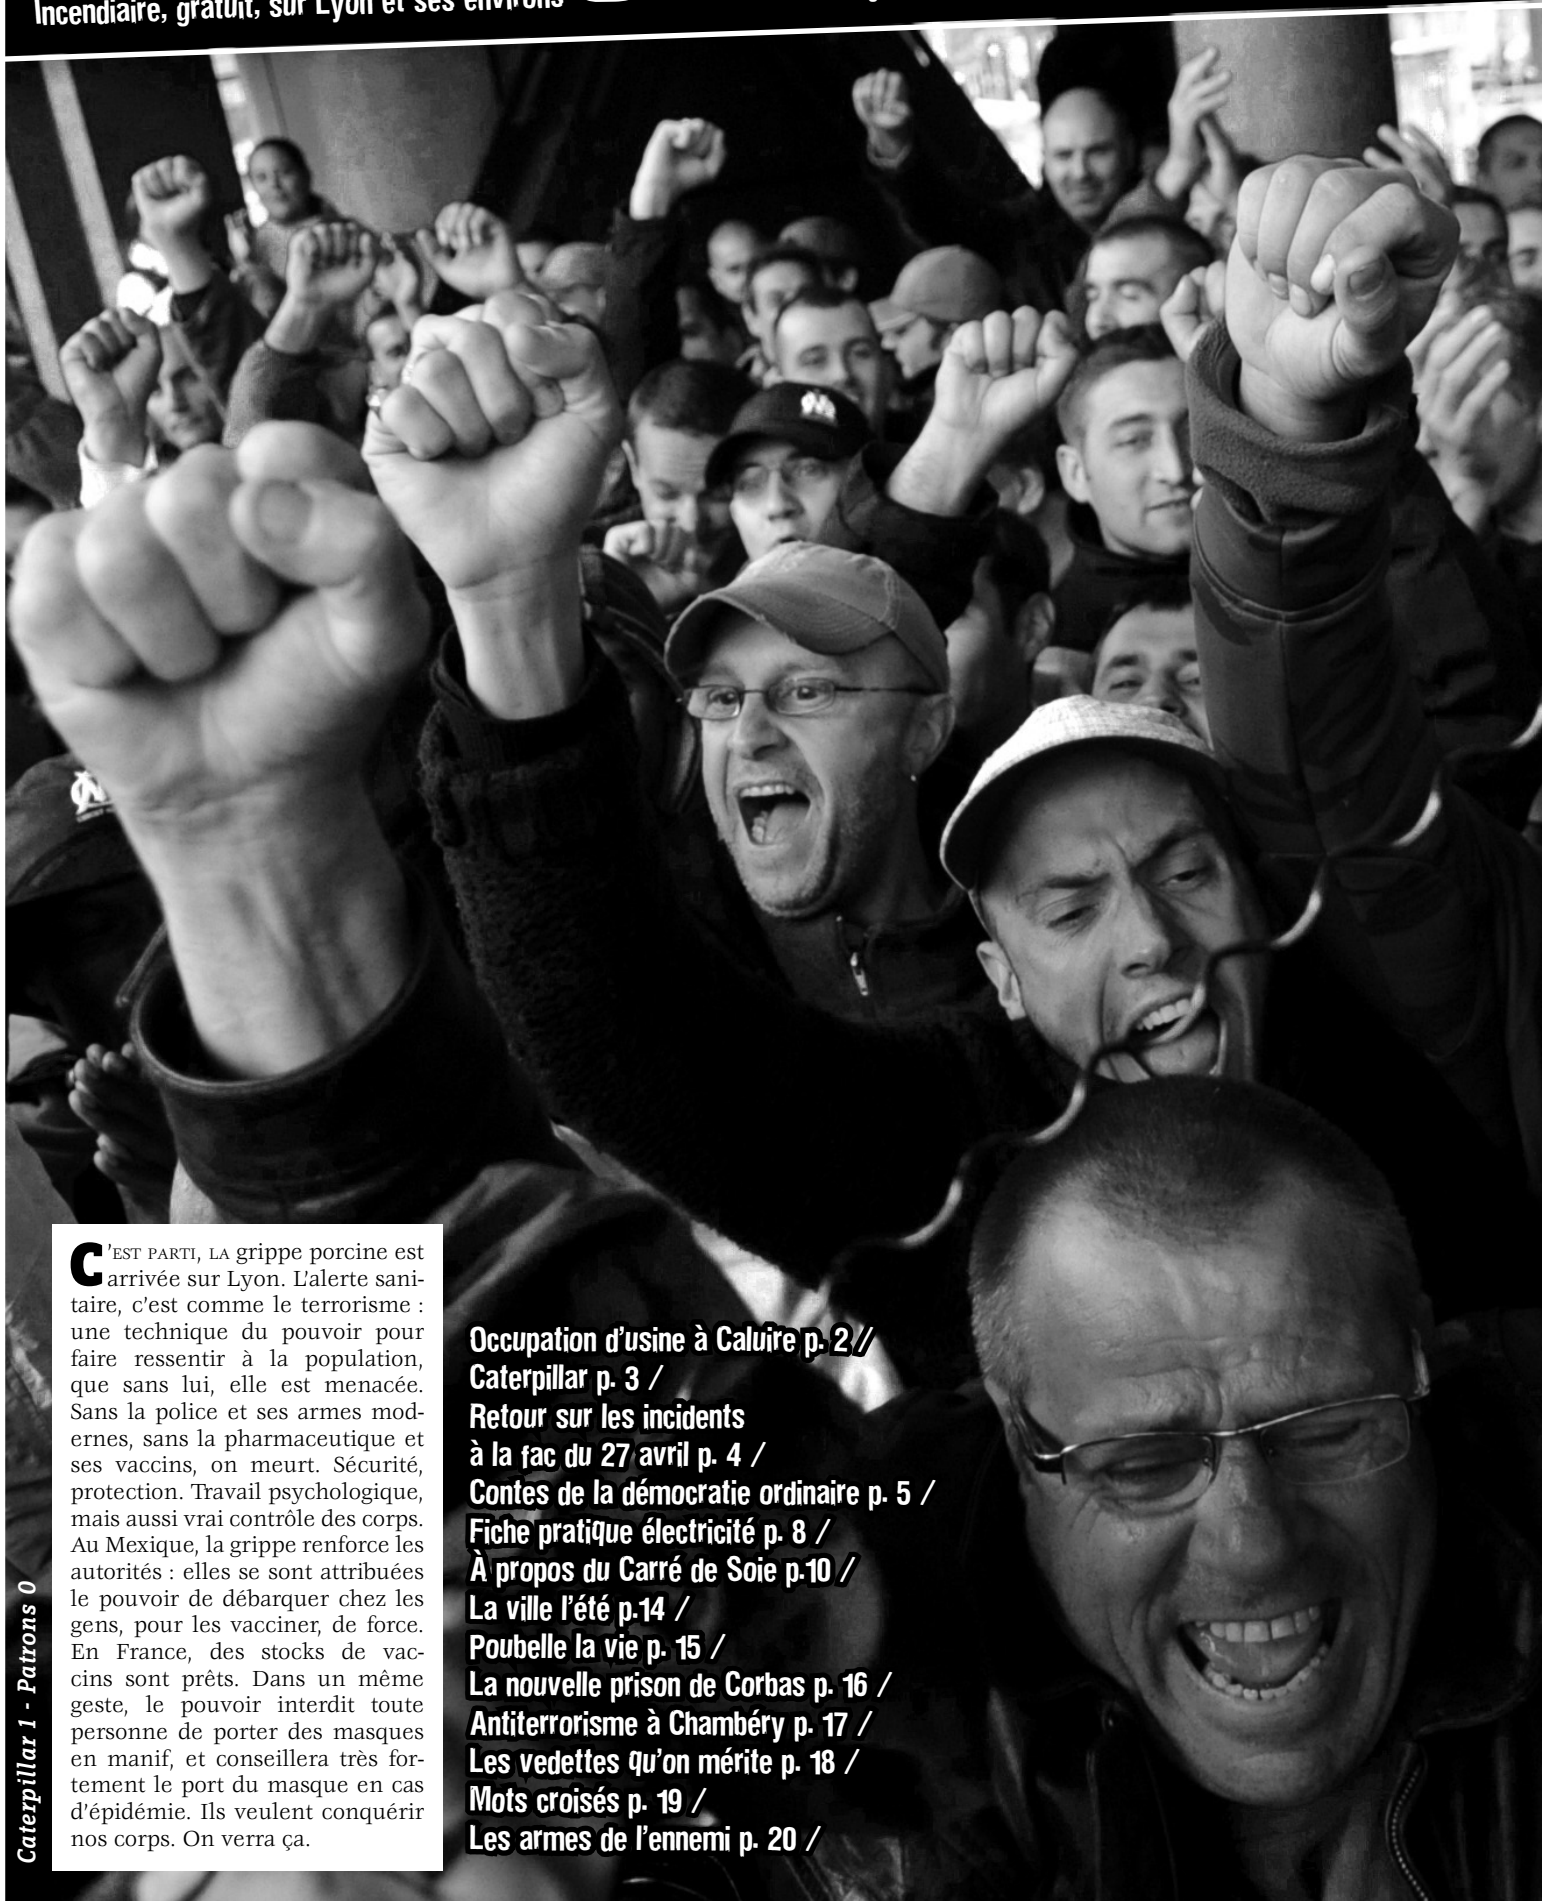 Incendiaire, gratuit, sur Lyon et ses environs
C'EST PARTI, LA grippe porcine est
arrivée sur Lyon. L'alerte sani-
taire, c'est comme le terrorisme :
une technique du pouvoir pour
faire ressentir à la population,
que sans lui, elle est menacée.
Sans la police et ses armes mod-
ernes, sans la pharmaceutique et
ses vaccins, on meurt. Sécurité,
protection. Travail psychologique,
mais aussi vrai contrôle des corps.
Au Mexique, la grippe renforce les
autorités : elles se sont attribuées
le pouvoir de débarquer chez les
gens, pour les vacciner, de force.
En France, des stocks de vac-
cins sont prêts. Dans un même
geste, le pouvoir interdit toute
personne de porter des masques
en manif, et conseillera très for-
tement le port du masque en cas
d'épidémie. Ils veulent conquérir
nos corps. On verra ça.
Caterpillar 1 - Patrons 0
Occupation d'usine à Caluire p. 2 //
Caterpillar p. 3 /
Retour sur les incidents
à la fac du 27 avril p. 4 /
Contes de la démocratie ordinaire p. 5 /
Fiche pratique électricité p. 8 /
À propos du Carré de Soie p.10 /
La ville l'été p.14 /
Poubelle la vie p. 15 /
La nouvelle prison de Corbas p. 16 /
Antiterrorisme à Chambéry p. 17 /
Les vedettes qu'on mérite p. 18 /
Mots croisés p. 19 /
Les armes de l'ennemi p. 20 /